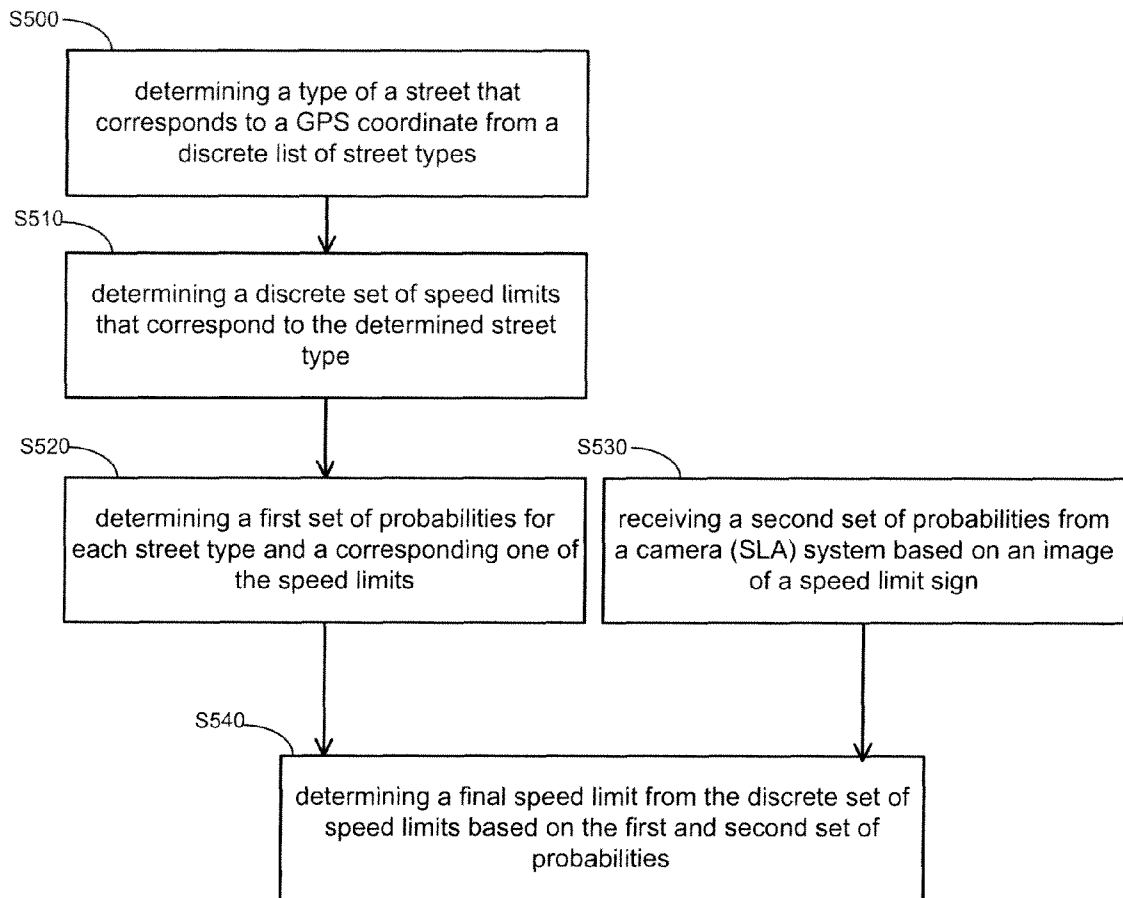 S500
determining a type of a street that
corresponds to a GPS coordinate from a
discrete list of street types
S510
determining a discrete set of speed limits
that correspond to the determined street
type
S520
determining a first set of probabilities for
each street type and a corresponding one of
the speed limits
S530
receiving a second set of probabilities from
a camera (SLA) system based on an image
of a speed limit sign
S540
determining a final speed limit from the discrete set of
speed limits based on the first and second set of
probabilities